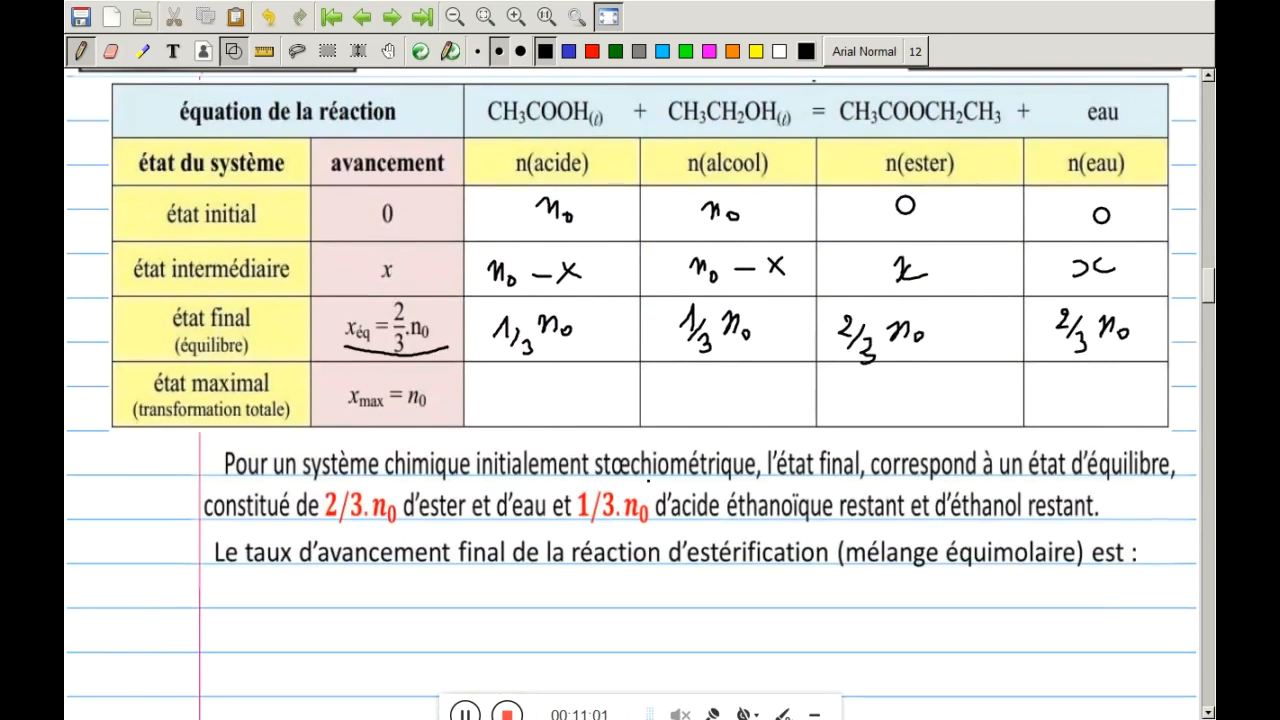 Arial Normal 12
équation de la réaction CH₃COOH(ℓ) + CH₃CH₂OH(ℓ) = CH₃COOCH₂CH₃ + eau
état du système avancement n(acide) n(alcool) n(ester) n(eau)
état initial 0 n₀ n₀ 0 0
état intermédiaire x n₀ – x n₀ – x x x
état final (équilibre) xéq = 2/3 .n₀ 1/3 n₀ 1/3 n₀ 2/3 n₀ 2/3 n₀
état maximal (transformation totale) xmax = n₀
Pour un système chimique initialement stœchiométrique, l'état final, correspond à un état d'équilibre,
constitué de 2/3.n₀ d'ester et d'eau et 1/3.n₀ d'acide éthanoïque restant et d'éthanol restant.
Le taux d'avancement final de la réaction d'estérification (mélange équimolaire) est :
00:11:01